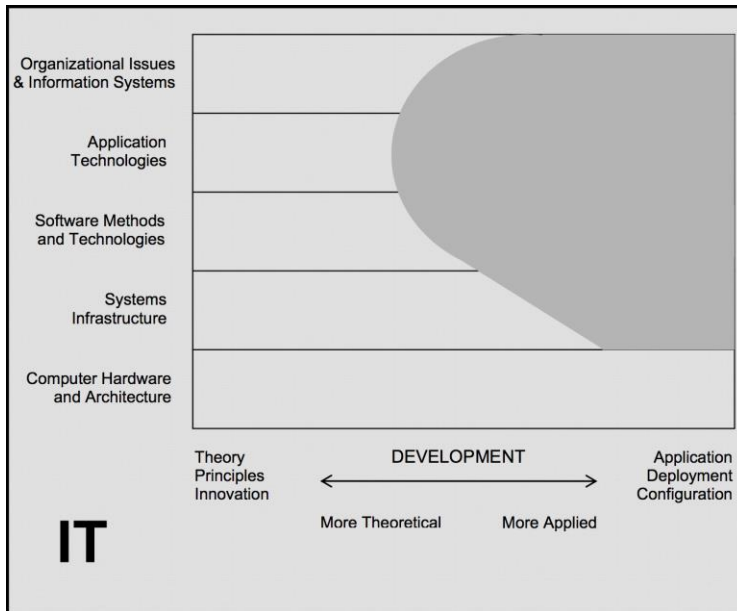 Organizational Issues
& Information Systems
Application
Technologies
Software Methods
and Technologies
Systems
Infrastructure
Computer Hardware
and Architecture
Theory
Principles
Innovation
DEVELOPMENT
More Theoretical
More Applied
Application
Deployment
Configuration
IT